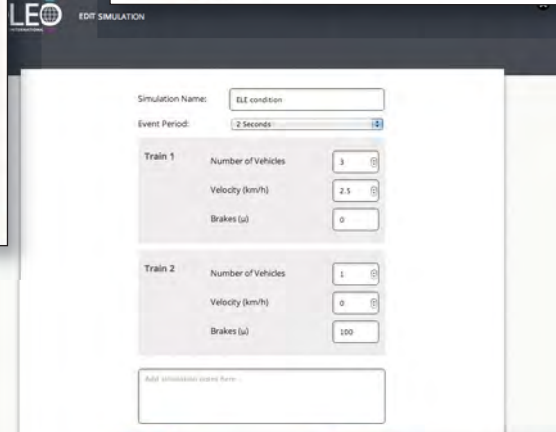 LEO EDIT SIMULATION
INTERNATIONAL
Simulation Name: ELE condition
Event Period: 2 Seconds
Train 1 Number of Vehicles 3
Velocity (km/h) 2.5
Brakes (μ) 0
Train 2 Number of Vehicles 1
Velocity (km/h) 0
Brakes (μ) 100
Add simulation notes here ...